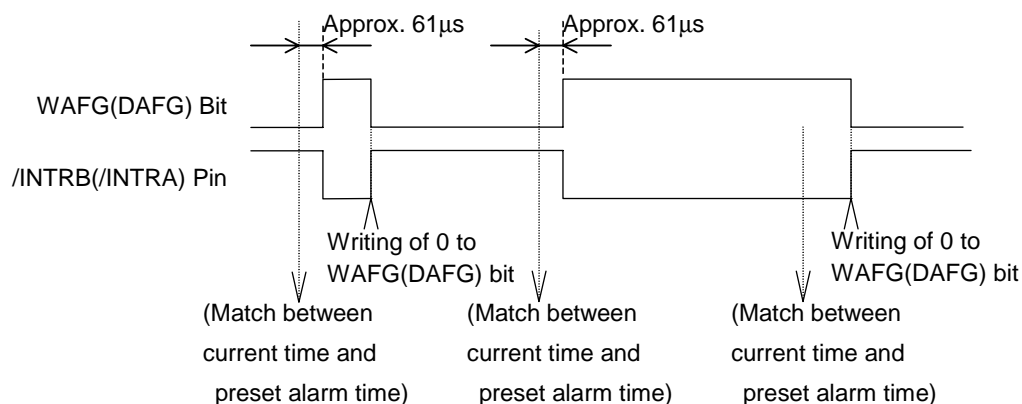 Approx. 61μs
Approx. 61μs
WAFG(DAFG) Bit
/INTRB(/INTRA) Pin
Writing of 0 to
WAFG(DAFG) bit
Writing of 0 to
WAFG(DAFG) bit
(Match between
current time and
preset alarm time)
(Match between
current time and
preset alarm time)
(Match between
current time and
preset alarm time)